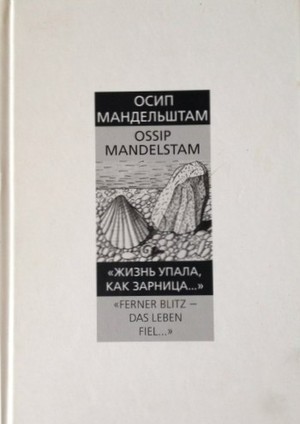 ОСИП
МАНДЕЛЬШТАМ
OSSIP
MANDELSTAM
«ЖИЗНЬ УПАЛА,
КАК ЗАРНИЦА...»
«FERNER BLITZ –
DAS LEBEN
FIEL...»